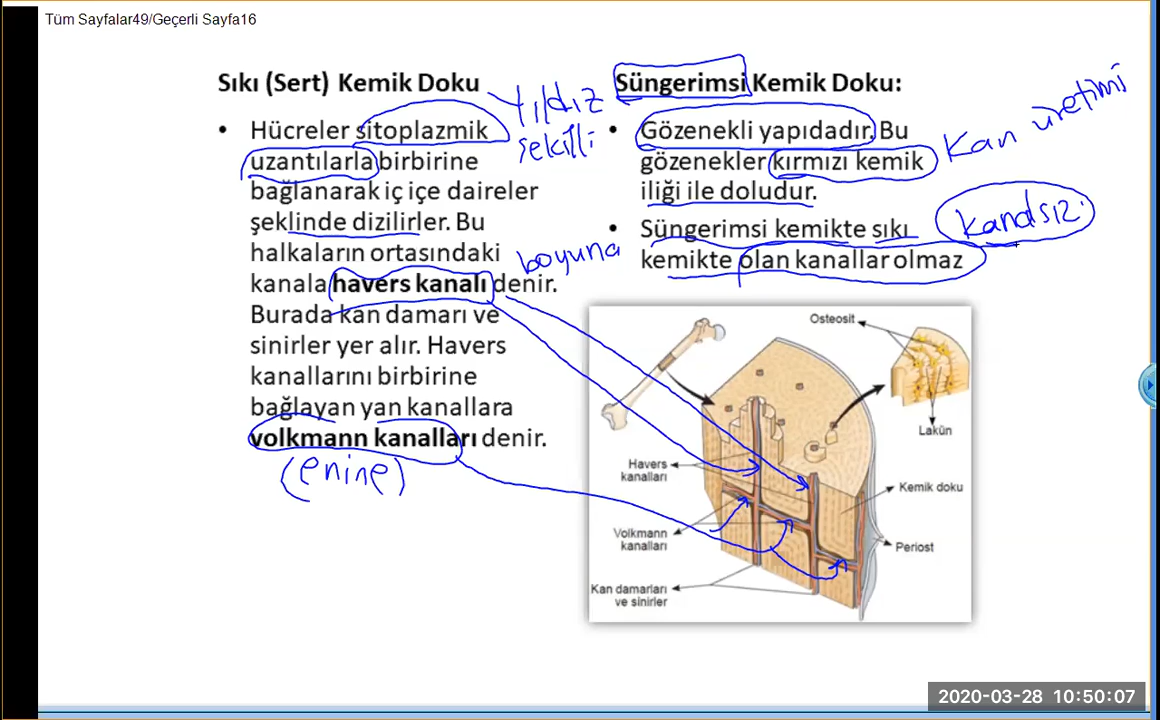 Tüm Sayfalar49/Geçerli Sayfa16
Sıkı (Sert) Kemik Doku
• Hücreler sitoplazmik
uzantılarla birbirine
bağlanarak iç içe daireler
şeklinde dizilirler. Bu
halkaların ortasındaki
kanala havers kanalı denir.
Burada kan damarı ve
sinirler yer alır. Havers
kanallarını birbirine
bağlayan yan kanallara
volkmann kanalları denir.
(enine)
Yıldız
şekilli
boyuna
Süngerimsi Kemik Doku:
• Gözenekli yapıdadır. Bu
gözenekler kırmızı kemik
iliği ile doludur.
• Süngerimsi kemikte sıkı
kemikte olan kanallar olmaz
Kan üretimi
kanalsız.
Osteosit
Lakün
Havers
kanalları
Kemik doku
Volkmann
kanalları
Periost
Kan damarları
ve sinirler
2020-03-28 10:50:07